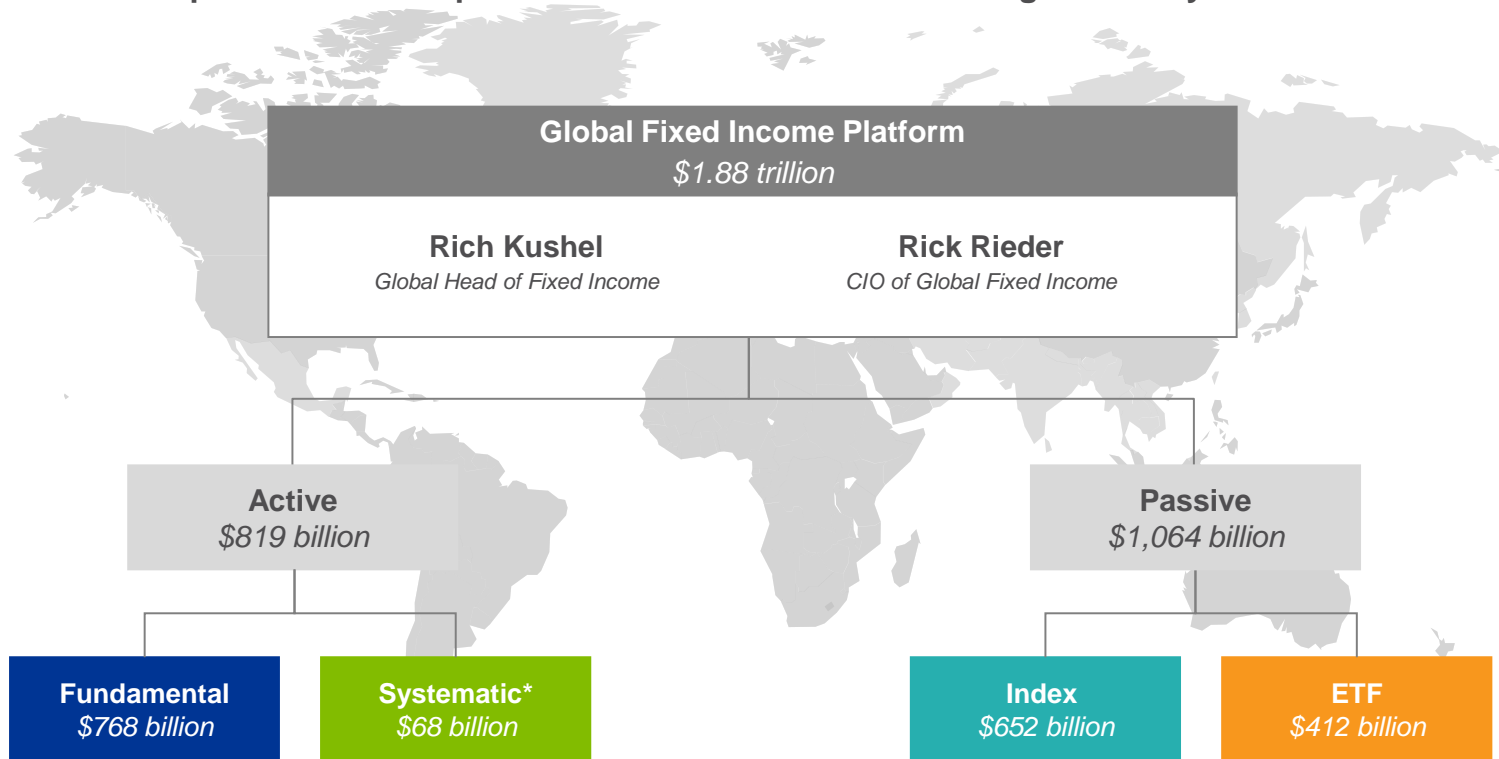 Global Fixed Income Platform
$1.88 trillion
Rich Kushel
Global Head of Fixed Income
Rick Rieder
CIO of Global Fixed Income
Active
$819 billion
Passive
$1,064 billion
Fundamental
$768 billion
Systematic*
$68 billion
Index
$652 billion
ETF
$412 billion